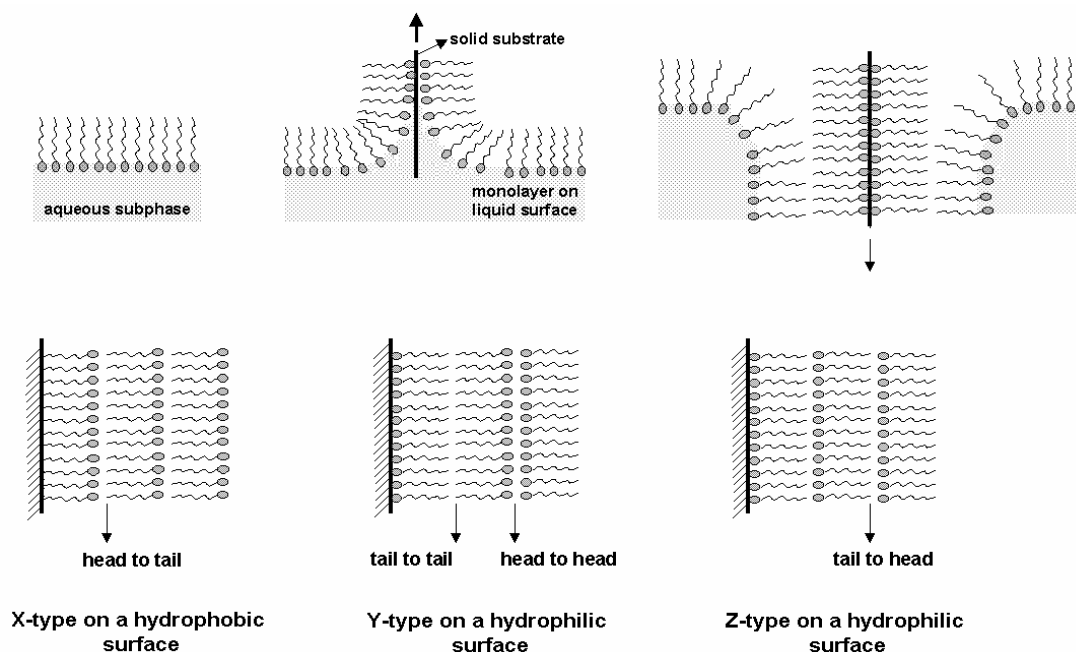 solid substrate
aqueous subphase
monolayer on
liquid surface
head to tail
tail to tail
head to head
tail to head
X-type on a hydrophobic
surface
Y-type on a hydrophilic
surface
Z-type on a hydrophilic
surface